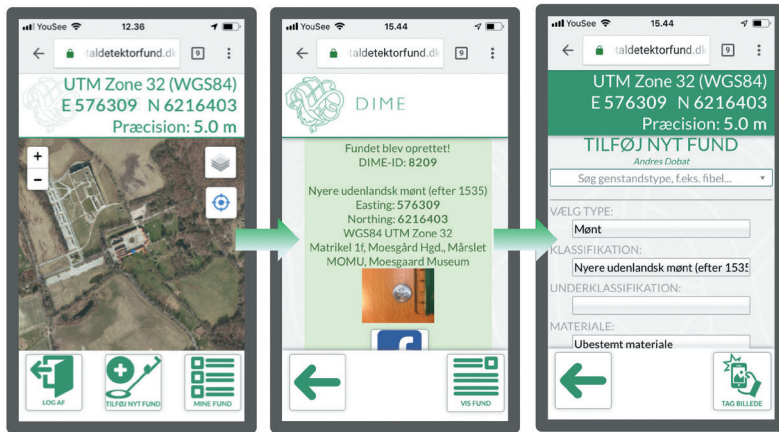 YouSee
12.36
taldetektorfund.dk
9
UTM Zone 32 (WGS84)
E 576309 N 6216403
Præcision: 5.0 m
+
−
LOG AF
TILFØJ NYT FUND
MINE FUND
YouSee
15.44
taldetektorfund.dk
9
DIME
Fundet blev oprettet!
DIME-ID: 8209
Nyere udenlandsk mønt (efter 1535)
Easting: 576309
Northing: 6216403
WGS84 UTM Zone 32
Matrikel 1f, Moesgård Hgd., Mårslet
MOMU, Moesgaard Museum
VIS FUND
YouSee
15.44
taldetektorfund.dk
9
UTM Zone 32 (WGS84)
E 576309 N 6216403
Præcision: 5.0 m
TILFØJ NYT FUND
Andres Dobat
Søg genstandstype, f.eks. fibel...
VÆLG TYPE:
Mønt
KLASSIFIKATION:
Nyere udenlandsk mønt (efter 1535
UNDERKLASSIFIKATION:
MATERIALE:
Ubestemt materiale
TAG BILLEDE